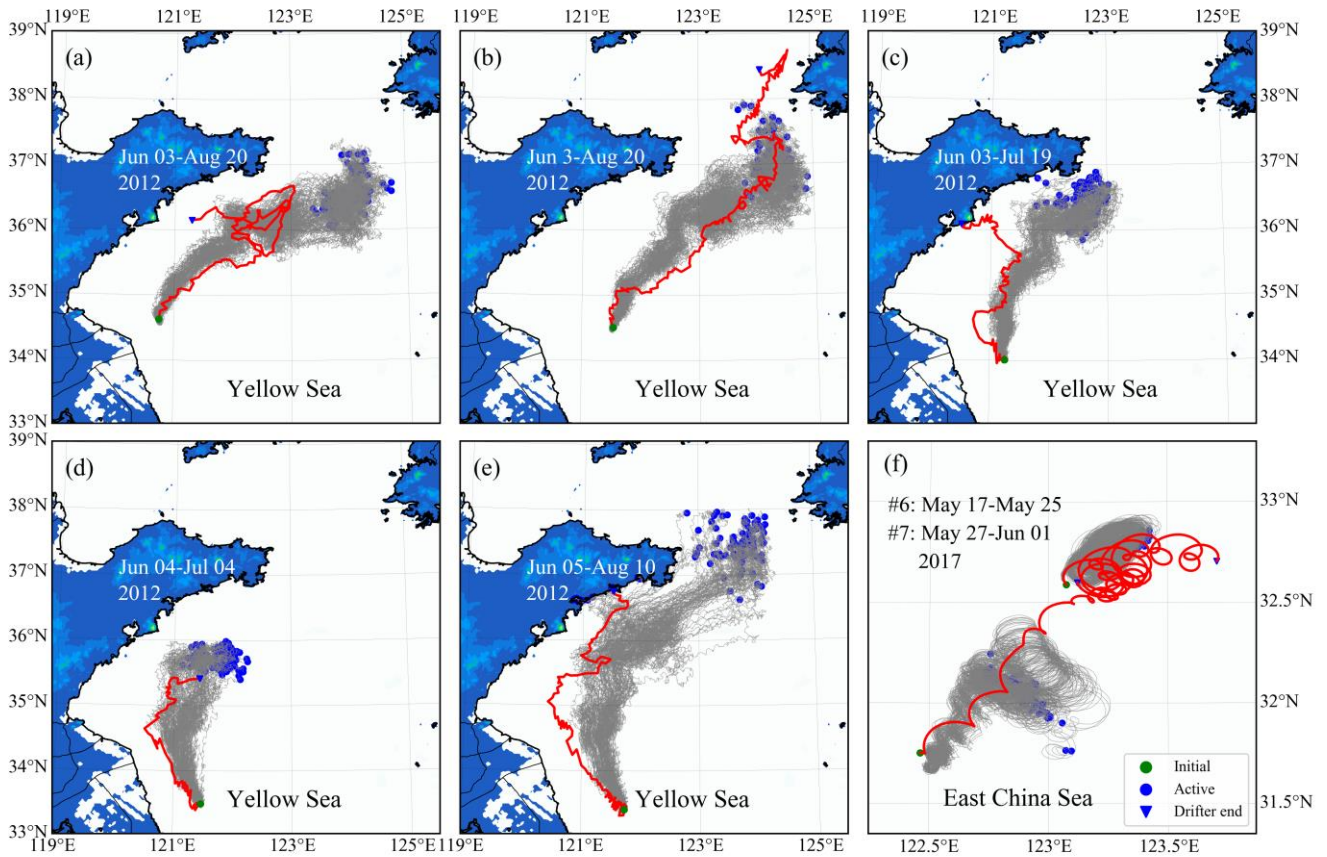 119°E 121°E 123°E 125°E 119°E 121°E 123°E 125°E 119°E 121°E 123°E 125°E
39°N
38°N
37°N
36°N
35°N
34°N
33°N
(a)
Jun 03-Aug 20
2012
Yellow Sea
(b)
Jun 3-Aug 20
2012
Yellow Sea
(c)
Jun 03-Jul 19
2012
Yellow Sea
39°N
38°N
37°N
36°N
35°N
34°N
33°N
39°N
38°N
37°N
36°N
35°N
34°N
33°N
(d)
Jun 04-Jul 04
2012
Yellow Sea
(e)
Jun 05-Aug 10
2012
Yellow Sea
(f)
#6: May 17-May 25
#7: May 27-Jun 01
2017
East China Sea
Initial
Active
Drifter end
33°N
32.5°N
32°N
31.5°N
119°E 121°E 123°E 125°E 119°E 121°E 123°E 125°E 122.5°E 123°E 123.5°E